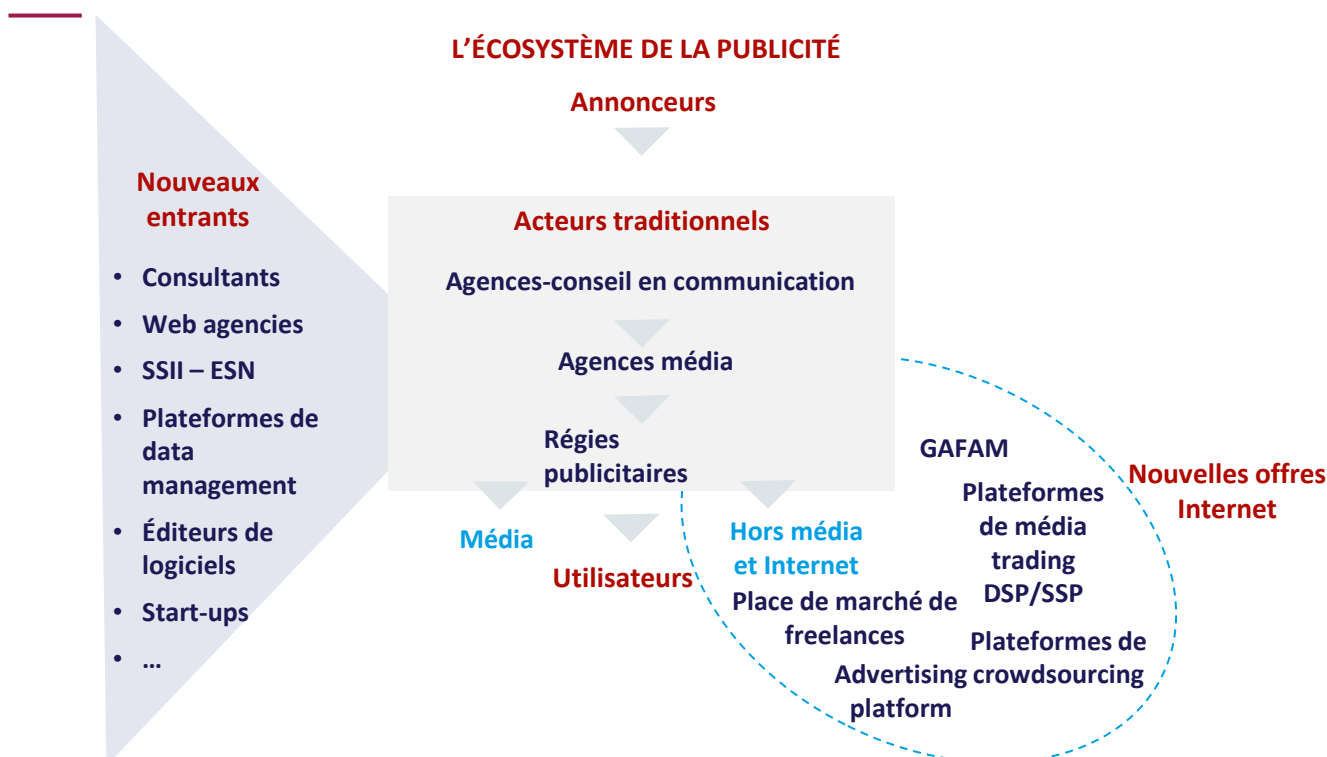 L’ÉCOSYSTÈME DE LA PUBLICITÉ
Annonceurs
Nouveaux
entrants
• Consultants
• Web agencies
• SSII – ESN
• Plateformes de
data
management
• Éditeurs de
logiciels
• Start-ups
• …
Acteurs traditionnels
Agences-conseil en communication
Agences média
Régies
publicitaires
Média
Utilisateurs
Hors média
et Internet
GAFAM
Plateformes
de média
trading
DSP/SSP
Place de marché de
freelances
Plateformes de
crowdsourcing
Advertising
platform
Nouvelles offres
Internet